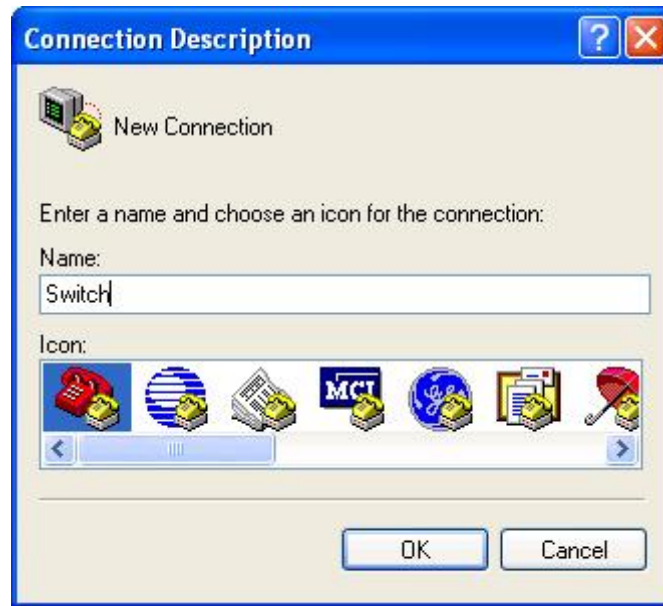 Connection Description
New Connection
Enter a name and choose an icon for the connection:
Name:
Switch
Icon:
MCI
OK
Cancel